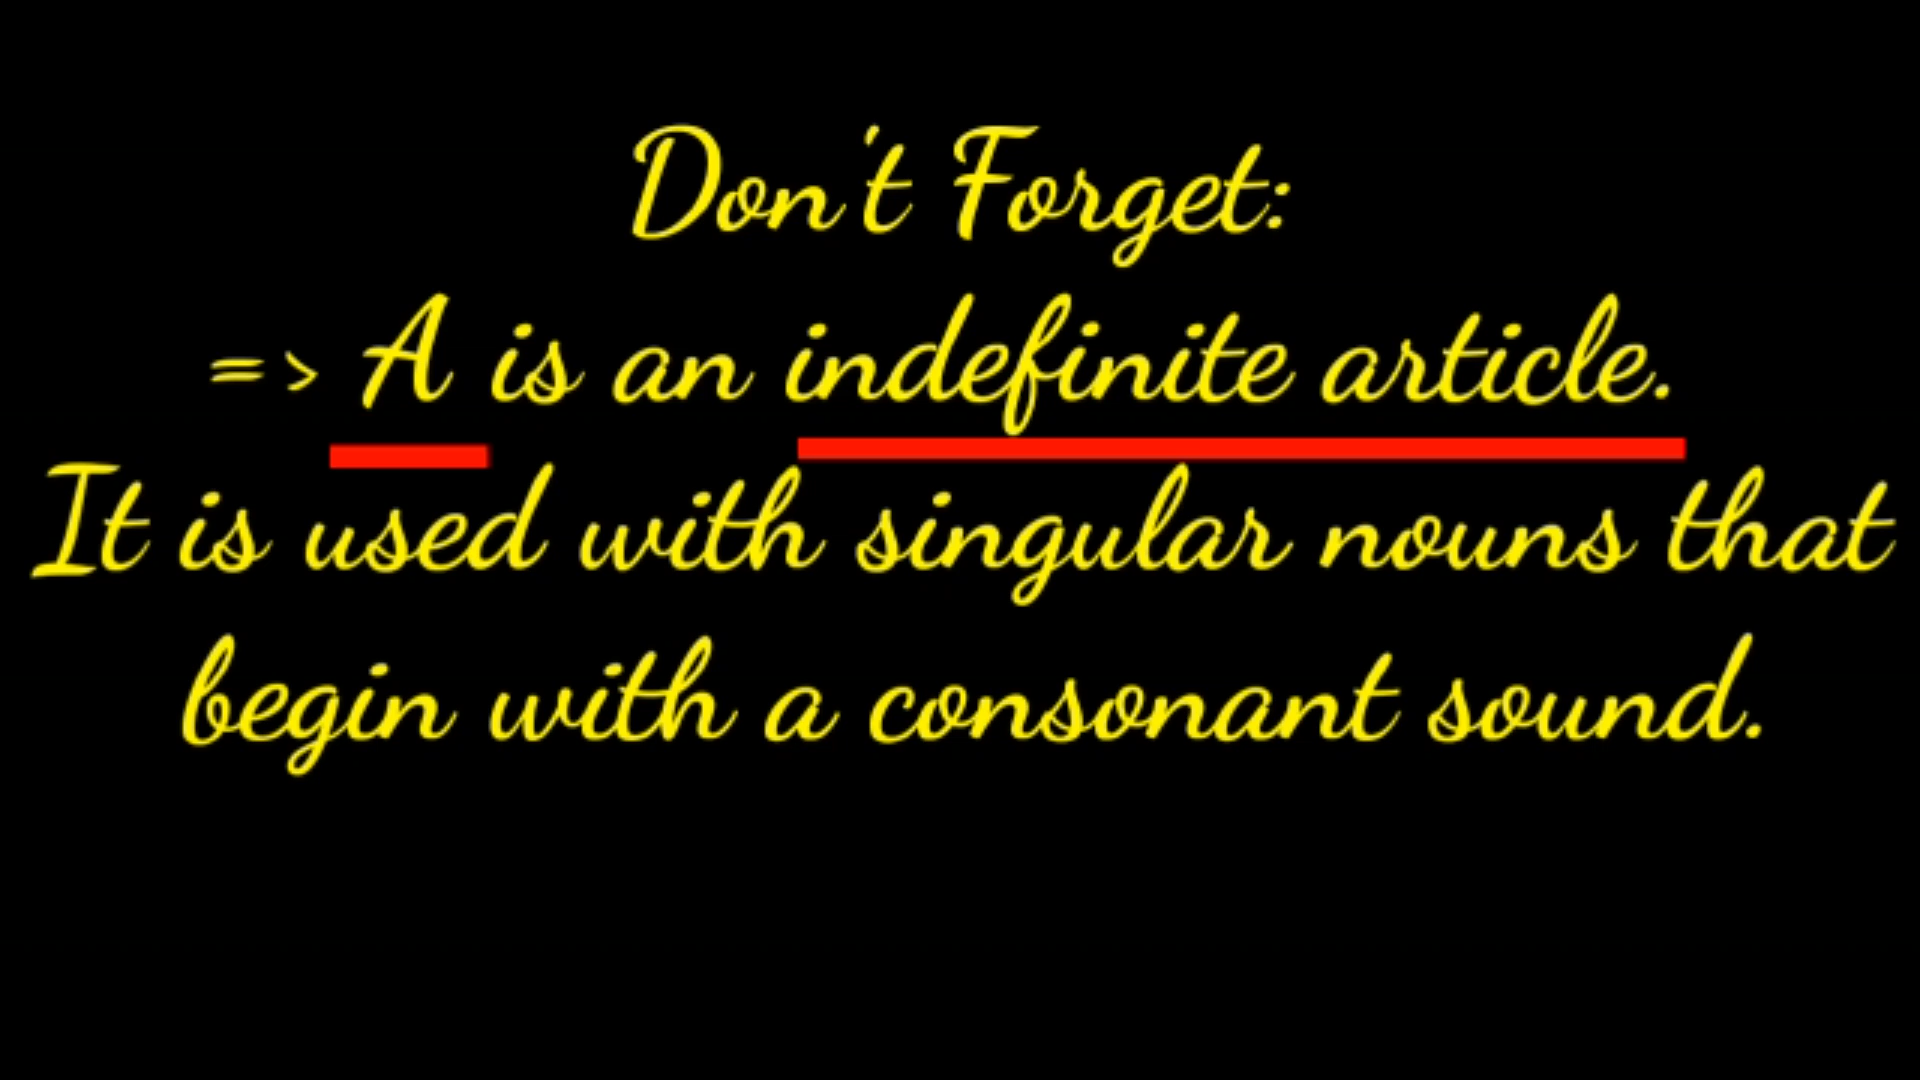 Don't Forget:
=> A is an indefinite article.
It is used with singular nouns that
begin with a consonant sound.